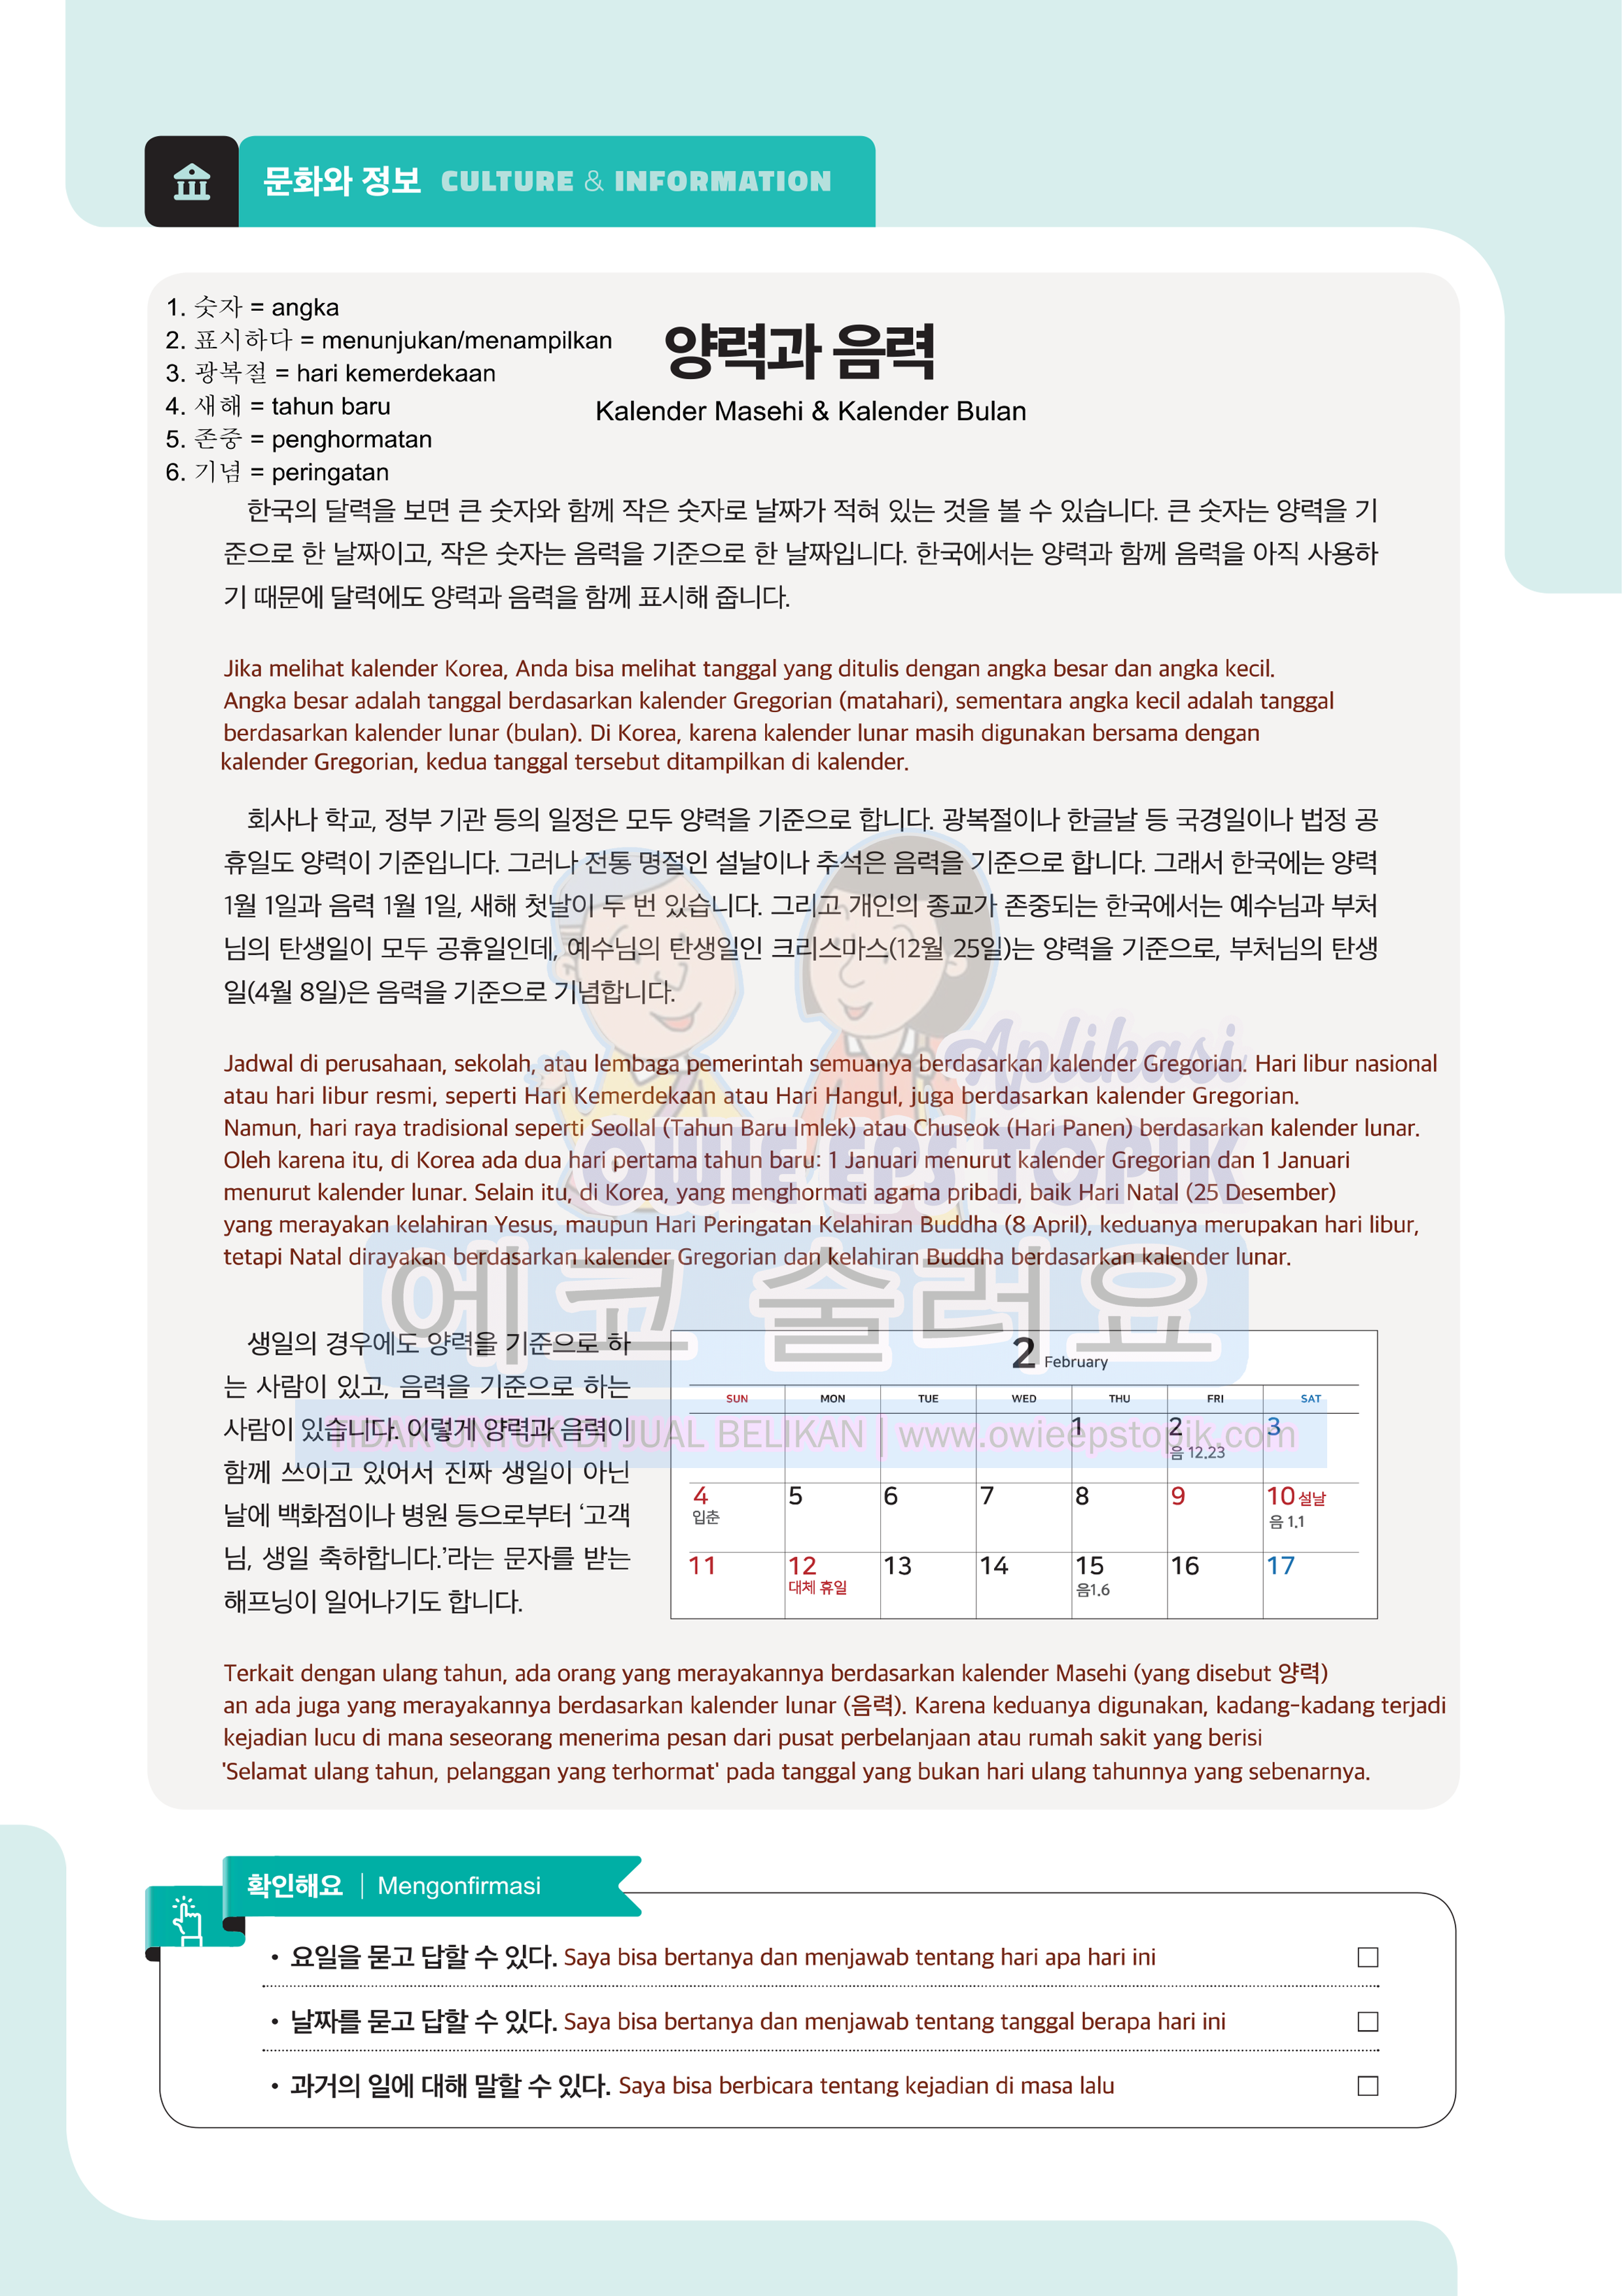 문화와 정보 CULTURE & INFORMATION
1. 숫자 = angka
2. 표시하다 = menunjukan/menampilkan
3. 광복절 = hari kemerdekaan
4. 새해 = tahun baru
5. 존중 = penghormatan
6. 기념 = peringatan
양력과 음력
Kalender Masehi & Kalender Bulan
한국의 달력을 보면 큰 숫자와 함께 작은 숫자로 날짜가 적혀 있는 것을 볼 수 있습니다. 큰 숫자는 양력을 기
준으로 한 날짜이고, 작은 숫자는 음력을 기준으로 한 날짜입니다. 한국에서는 양력과 함께 음력을 아직 사용하
기 때문에 달력에도 양력과 음력을 함께 표시해 줍니다.
Jika melihat kalender Korea, Anda bisa melihat tanggal yang ditulis dengan angka besar dan angka kecil.
Angka besar adalah tanggal berdasarkan kalender Gregorian (matahari), sementara angka kecil adalah tanggal
berdasarkan kalender lunar (bulan). Di Korea, karena kalender lunar masih digunakan bersama dengan
kalender Gregorian, kedua tanggal tersebut ditampilkan di kalender.
회사나 학교, 정부 기관 등의 일정은 모두 양력을 기준으로 합니다. 광복절이나 한글날 등 국경일이나 법정 공
휴일도 양력이 기준입니다. 그러나 전통 명절인 설날이나 추석은 음력을 기준으로 합니다. 그래서 한국에는 양력
1월 1일과 음력 1월 1일, 새해 첫날이 두 번 있습니다. 그리고 개인의 종교가 존중되는 한국에서는 예수님과 부처
님의 탄생일이 모두 공휴일인데, 예수님의 탄생일인 크리스마스(12월 25일)는 양력을 기준으로, 부처님의 탄생
일(4월 8일)은 음력을 기준으로 기념합니다.
Aplikasi
Jadwal di perusahaan, sekolah, atau lembaga pemerintah semuanya berdasarkan kalender Gregorian. Hari libur nasional
atau hari libur resmi, seperti Hari Kemerdekaan atau Hari Hangul, juga berdasarkan kalender Gregorian.
Namun, hari raya tradisional seperti Seollal (Tahun Baru Imlek) atau Chuseok (Hari Panen) berdasarkan kalender lunar.
OWIE EPS TOPIK
Oleh karena itu, di Korea ada dua hari pertama tahun baru: 1 Januari menurut kalender Gregorian dan 1 Januari
menurut kalender lunar. Selain itu, di Korea, yang menghormati agama pribadi, baik Hari Natal (25 Desember)
yang merayakan kelahiran Yesus, maupun Hari Peringatan Kelahiran Buddha (8 April), keduanya merupakan hari libur,
tetapi Natal dirayakan berdasarkan kalender Gregorian dan kelahiran Buddha berdasarkan kalender lunar.
에코 술려요
생일의 경우에도 양력을 기준으로 하
는 사람이 있고, 음력을 기준으로 하는
사람이 있습니다. 이렇게 양력과 음력이
함께 쓰이고 있어서 진짜 생일이 아닌
날에 백화점이나 병원 등으로부터 ‘고객
님, 생일 축하합니다.’라는 문자를 받는
해프닝이 일어나기도 합니다.
TIDAK UNTUK DI JUAL BELIKAN | www.owieepstopik.com
2 February
SUN MON TUE WED THU FRI SAT
1 2 3
음 12.23
4 5 6 7 8 9 10 설날
입춘 음 1.1
11 12 13 14 15 16 17
대체 휴일 음1.6
Terkait dengan ulang tahun, ada orang yang merayakannya berdasarkan kalender Masehi (yang disebut 양력)
an ada juga yang merayakannya berdasarkan kalender lunar (음력). Karena keduanya digunakan, kadang-kadang terjadi
kejadian lucu di mana seseorang menerima pesan dari pusat perbelanjaan atau rumah sakit yang berisi
'Selamat ulang tahun, pelanggan yang terhormat' pada tanggal yang bukan hari ulang tahunnya yang sebenarnya.
확인해요 | Mengonfirmasi
• 요일을 묻고 답할 수 있다. Saya bisa bertanya dan menjawab tentang hari apa hari ini
• 날짜를 묻고 답할 수 있다. Saya bisa bertanya dan menjawab tentang tanggal berapa hari ini
• 과거의 일에 대해 말할 수 있다. Saya bisa berbicara tentang kejadian di masa lalu